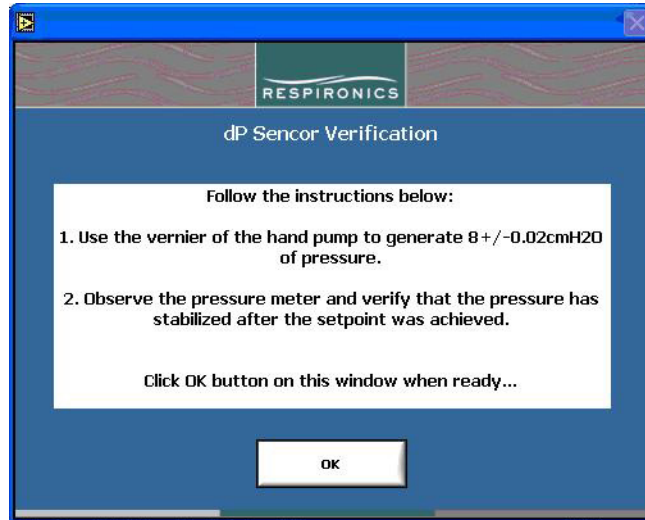 RESPIRONICS
dP Sencor Verification
Follow the instructions below:
1. Use the vernier of the hand pump to generate 8+/-0.02cmH2O
of pressure.
2. Observe the pressure meter and verify that the pressure has
stabilized after the setpoint was achieved.
Click OK button on this window when ready...
OK